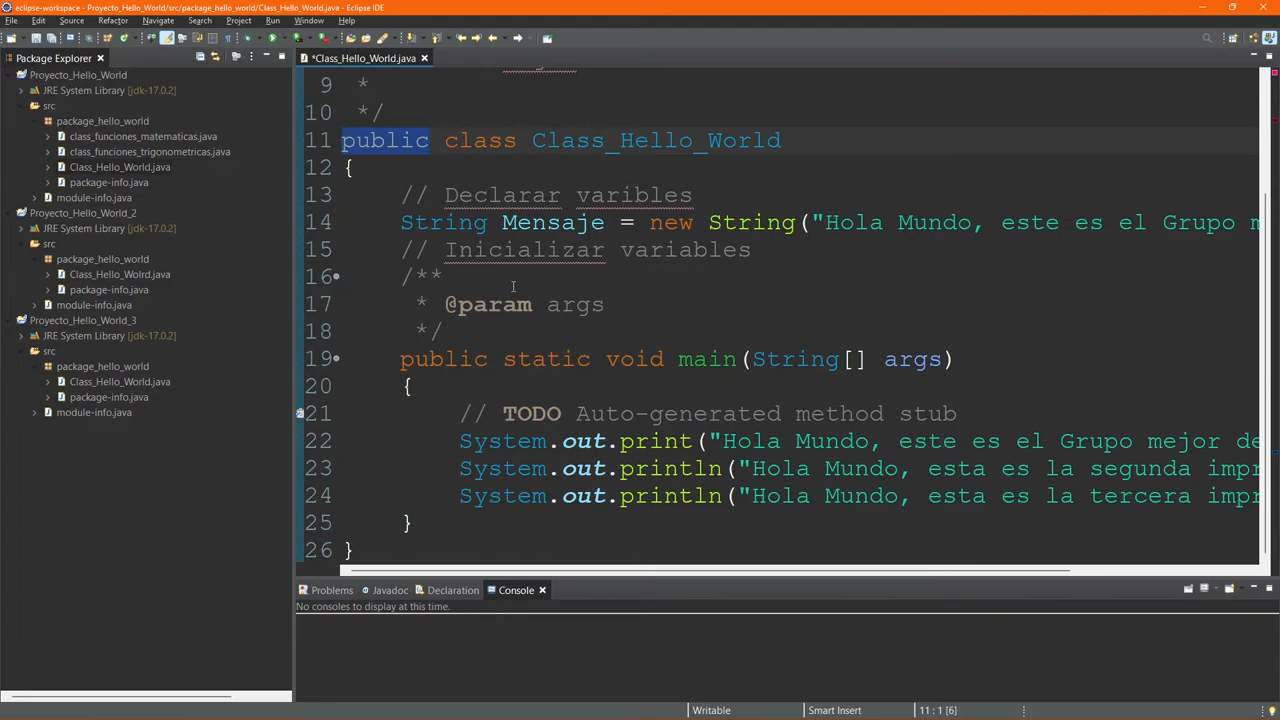 eclipse-workspace - Proyecto_Hello_World/src/package_hello_world/Class_Hello_World.java - Eclipse IDE
File Edit Source Refactor Navigate Search Project Run Window Help
Package Explorer
Proyecto_Hello_World
JRE System Library [jdk-17.0.2]
src
package_hello_world
class_funciones_matematicas.java
class_funciones_trigonometricas.java
Class_Hello_World.java
package-info.java
module-info.java
Proyecto_Hello_World_2
JRE System Library [jdk-17.0.2]
src
package_hello_world
Class_Hello_Wolrd.java
package-info.java
module-info.java
Proyecto_Hello_World_3
JRE System Library [jdk-17.0.2]
src
package_hello_world
Class_Hello_World.java
package-info.java
module-info.java
*Class_Hello_World.java
9 *
10 */
11 public class Class_Hello_World
12 {
13 // Declarar varibles
14 String Mensaje = new String("Hola Mundo, este es el Grupo m
15 // Inicializar variables
16 /**
17 * @param args
18 */
19 public static void main(String[] args)
20 {
21 // TODO Auto-generated method stub
22 System.out.print("Hola Mundo, este es el Grupo mejor de
23 System.out.println("Hola Mundo, esta es la segunda impr
24 System.out.println("Hola Mundo, esta es la tercera impr
25 }
26 }
Problems Javadoc Declaration Console
No consoles to display at this time.
Writable Smart Insert 11 : 1 [6]